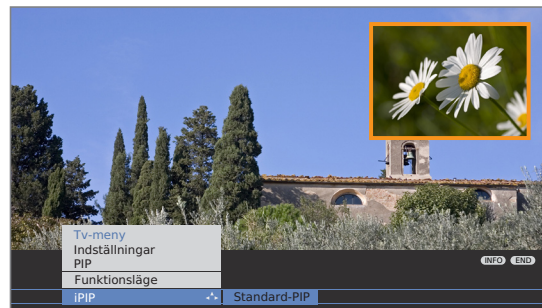 INFO END
Tv-meny
Indställningar
PIP
Funktionsläge
iPIP Standard-PIP